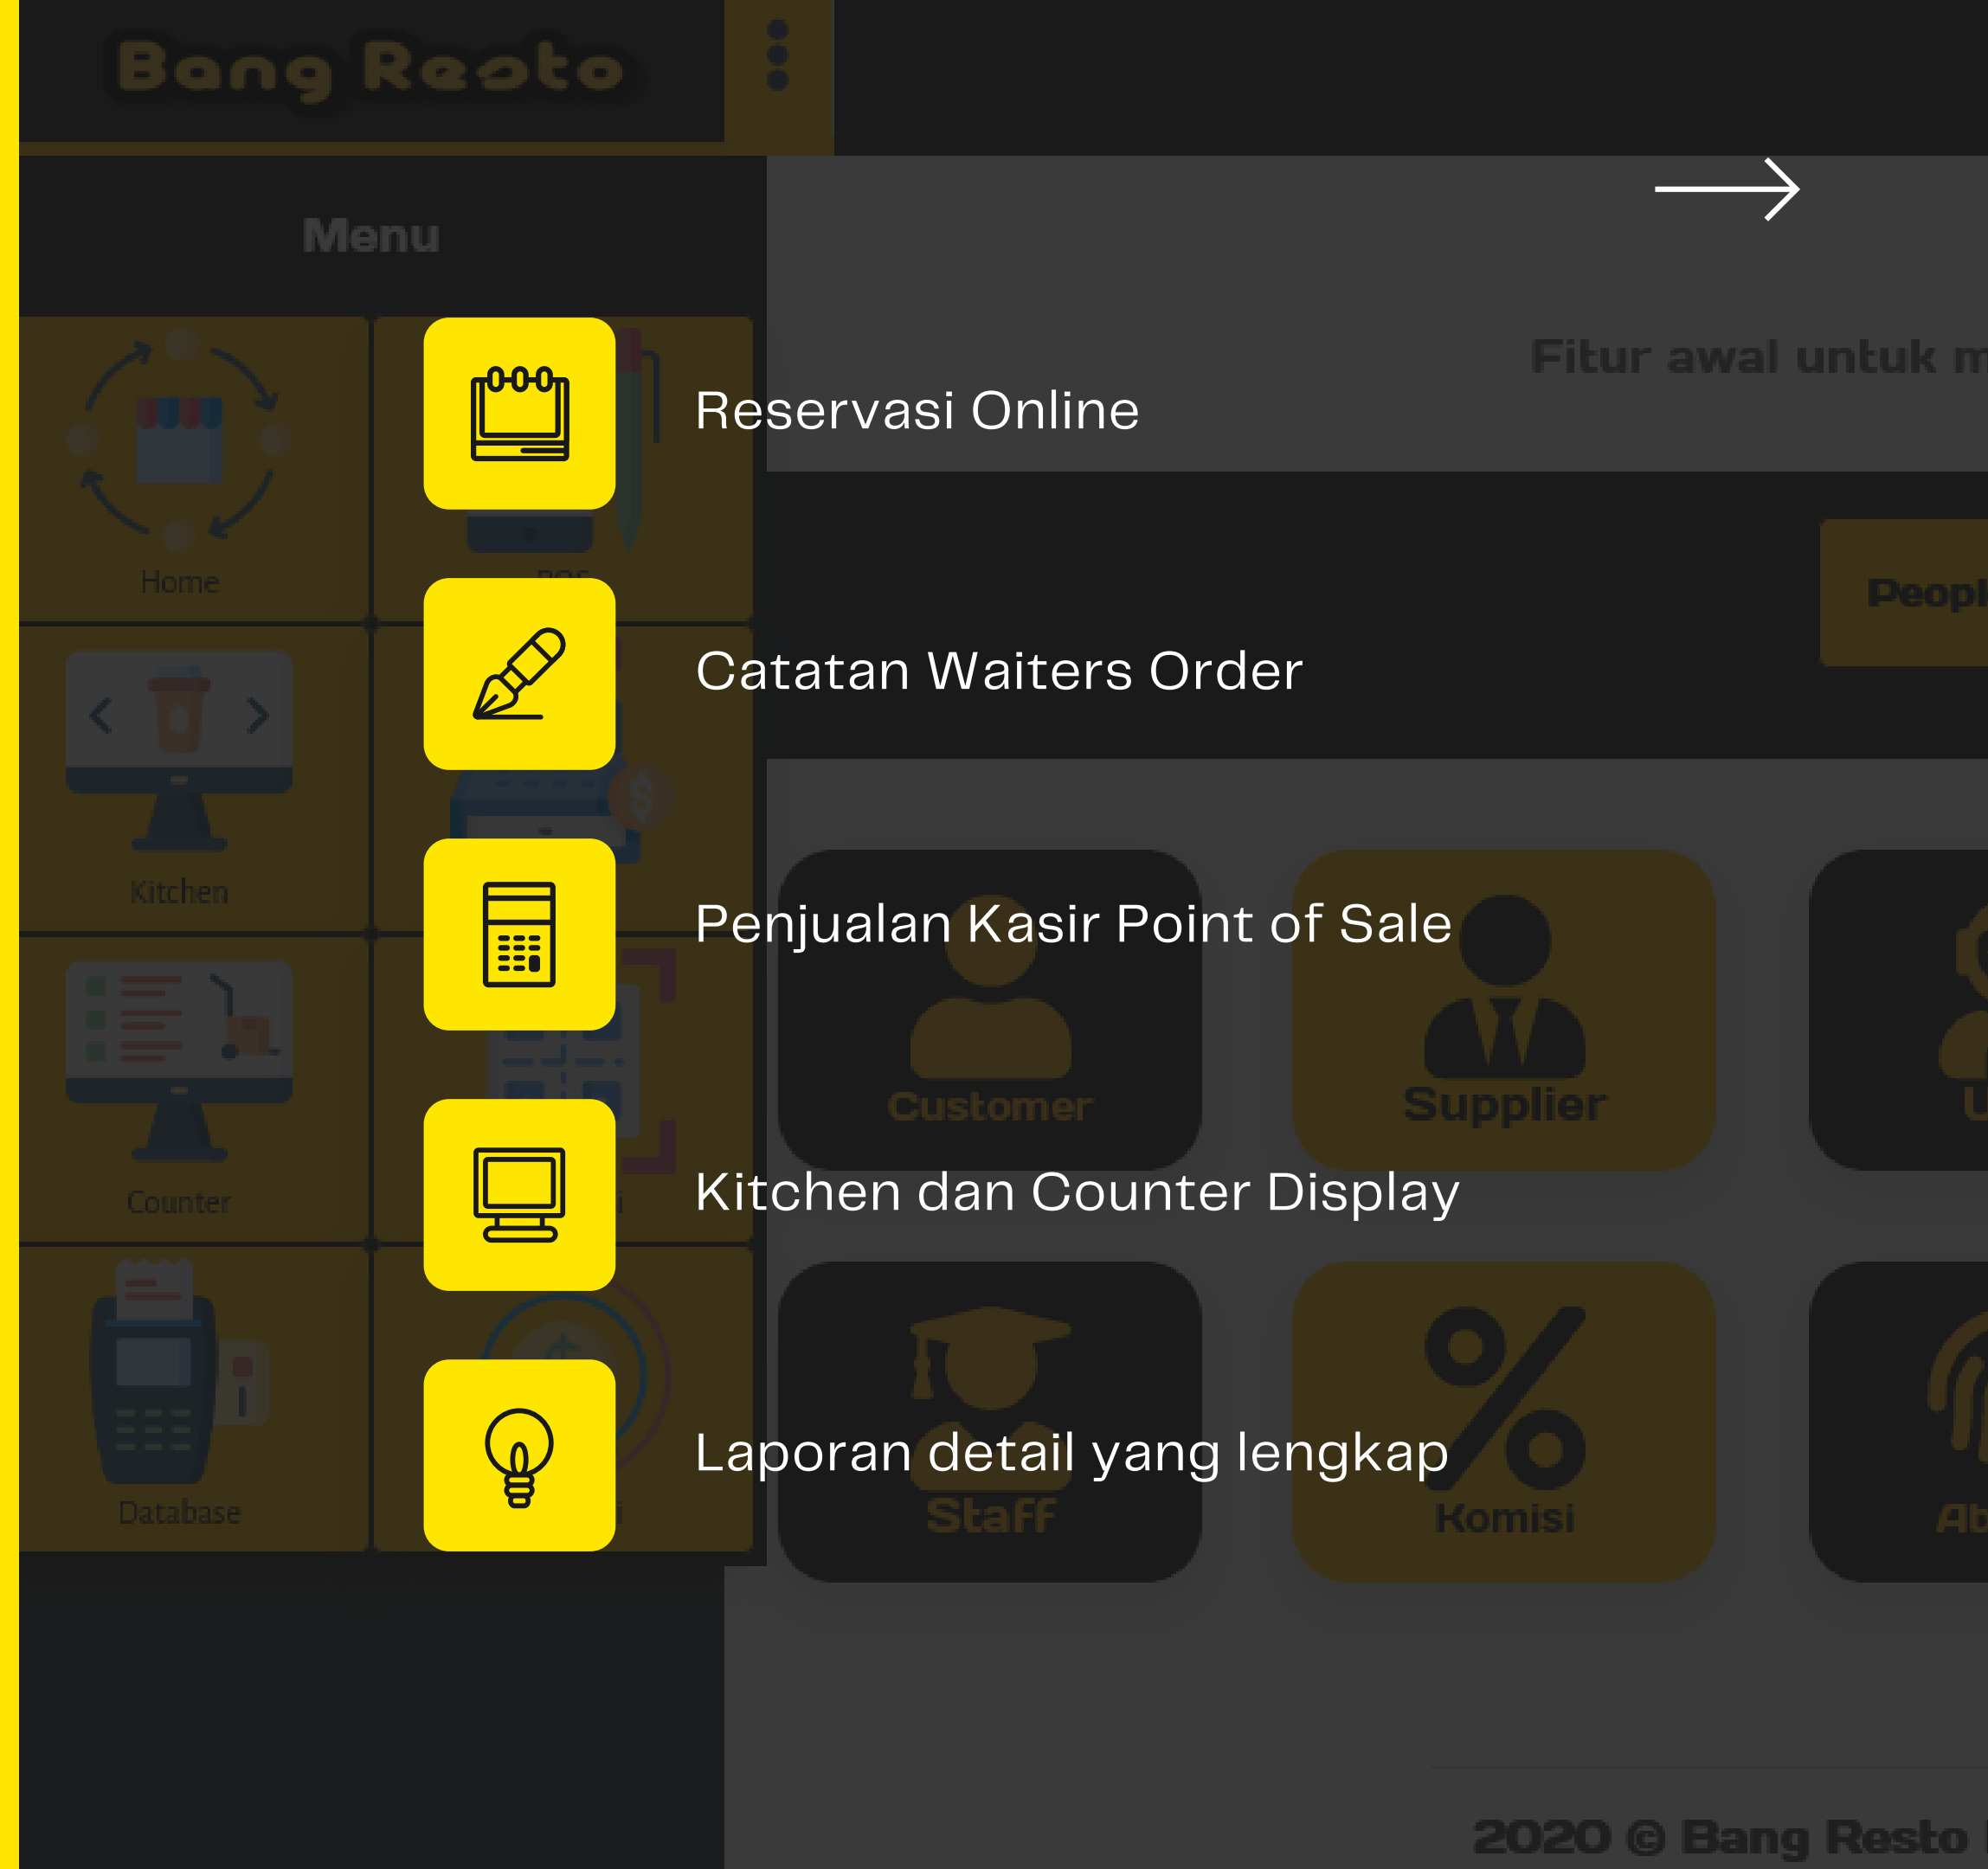 Bang Resto
Menu
Fitur awal untuk
Home
Reservasi Online
Kitchen
Catatan Waiters Order
Counter
Penjualan Kasir Point of Sale
Customer
Supplier
Kitchen dan Counter Display
Database
Laporan detail yang lengkap
Staff
Komisi
2020 © Bang Resto